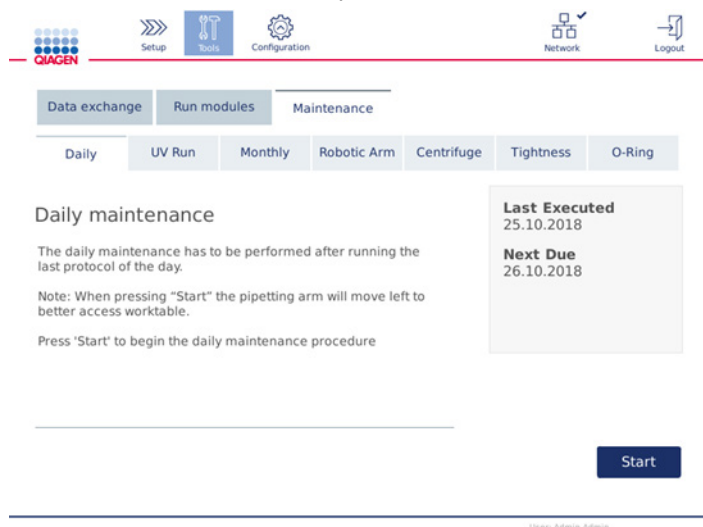 Setup
Tools
Configuration
Network
Logout
QIAGEN
Data exchange
Run modules
Maintenance
Daily
UV Run
Monthly
Robotic Arm
Centrifuge
Tightness
O-Ring
Daily maintenance
The daily maintenance has to be performed after running the
last protocol of the day.
Note: When pressing “Start” the pipetting arm will move left to
better access worktable.
Press 'Start' to begin the daily maintenance procedure
Last Executed
25.10.2018
Next Due
26.10.2018
Start
User: Admin Admin